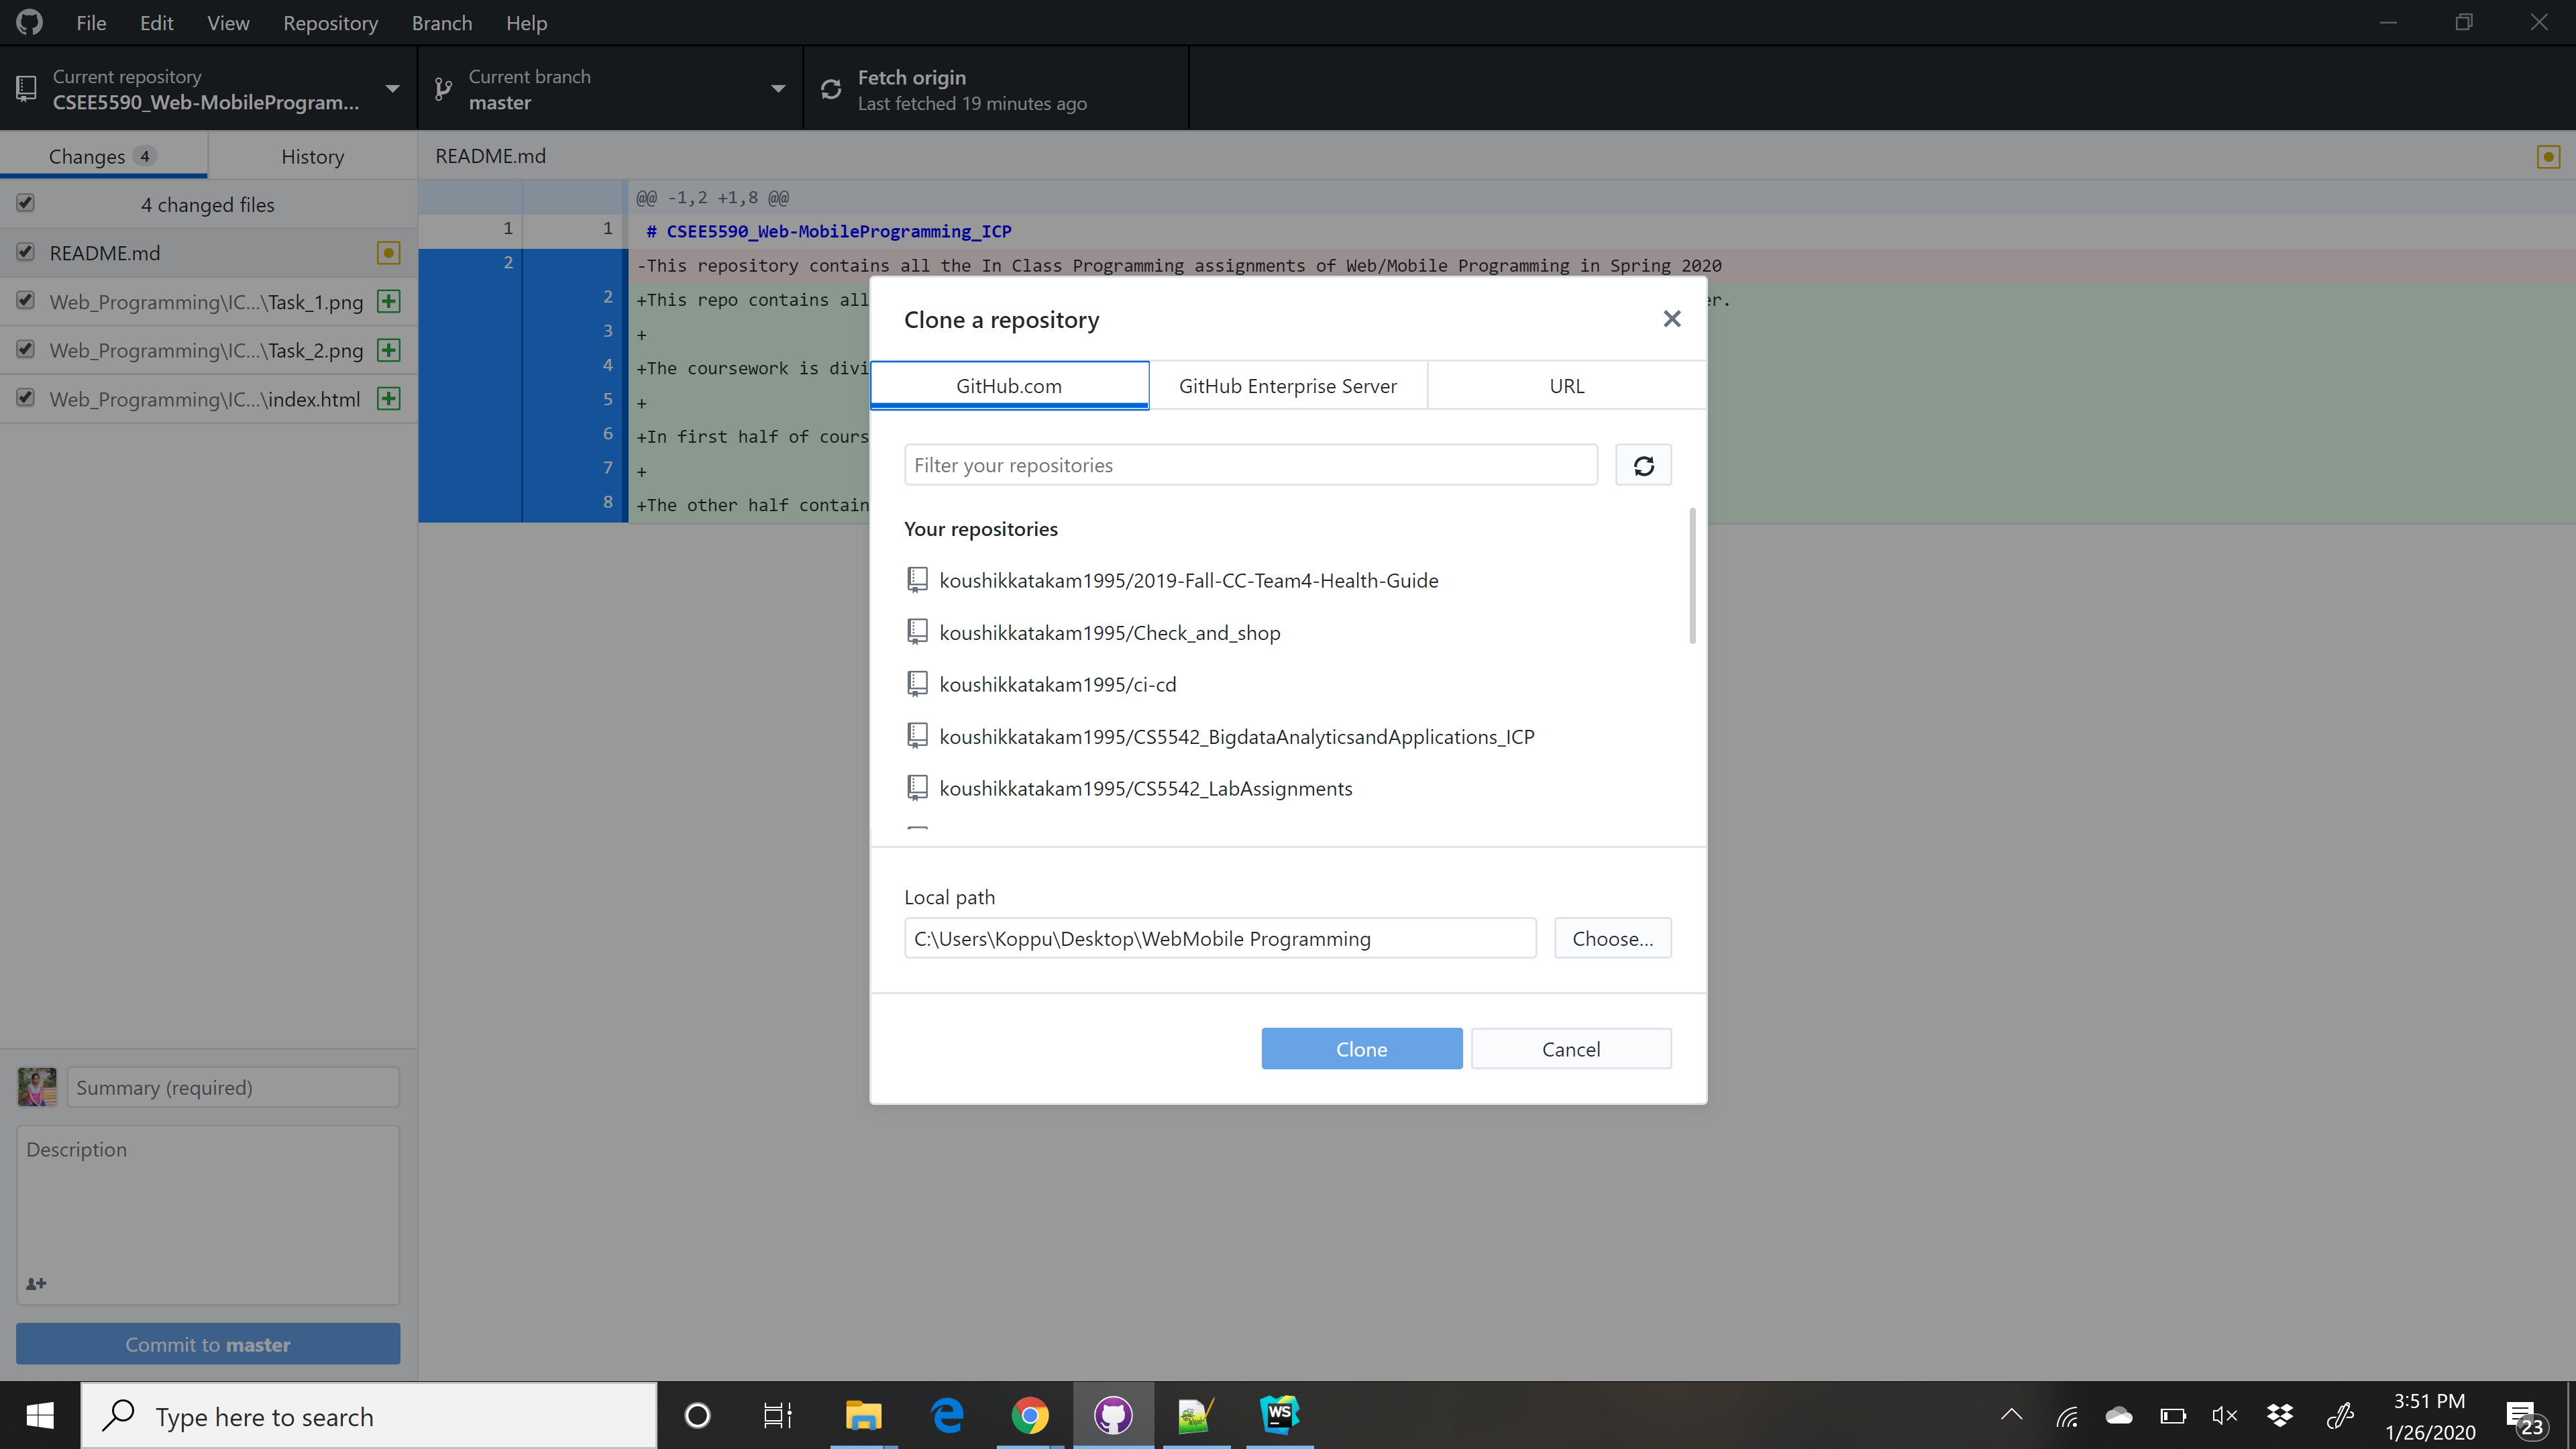 File Edit View Repository Branch Help
Current repository
CSEE5590_Web-MobileProgram...
Current branch
master
Fetch origin
Last fetched 19 minutes ago
Changes 4
History
README.md
4 changed files
README.md
Web_Programming\IC...\Task_1.png
Web_Programming\IC...\Task_2.png
Web_Programming\IC...\index.html
@@ -1,2 +1,8 @@
1 1 # CSEE5590_Web-MobileProgramming_ICP
2 -This repository contains all the In Class Programming assignments of Web/Mobile Programming in Spring 2020
2 +This repo contains all er.
3 +
4 +The coursework is divi
5 +
6 +In first half of cours
7 +
8 +The other half contain
Clone a repository
GitHub.com
GitHub Enterprise Server
URL
Filter your repositories
Your repositories
koushikkatakam1995/2019-Fall-CC-Team4-Health-Guide
koushikkatakam1995/Check_and_shop
koushikkatakam1995/ci-cd
koushikkatakam1995/CS5542_BigdataAnalyticsandApplications_ICP
koushikkatakam1995/CS5542_LabAssignments
Local path
C:\Users\Koppu\Desktop\WebMobile Programming
Choose...
Clone
Cancel
Summary (required)
Description
Commit to master
Type here to search
WS
3:51 PM
1/26/2020
23